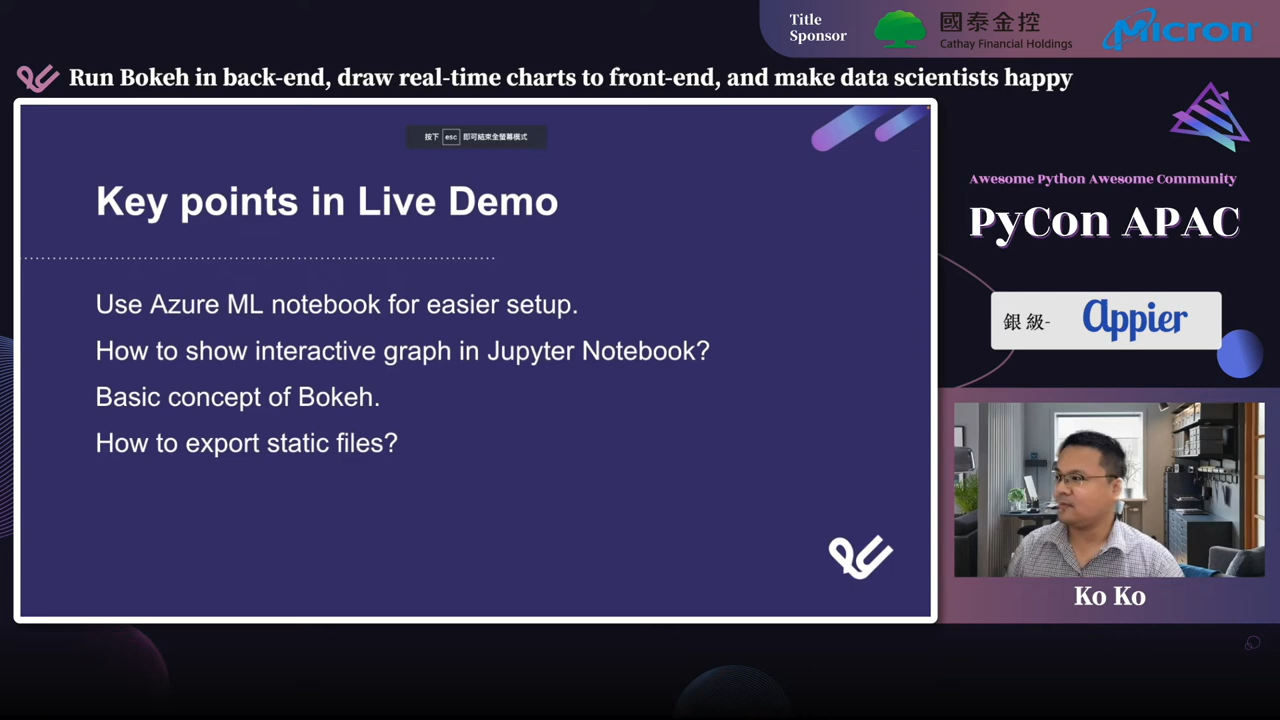 Title
Sponsor
國泰金控
Cathay Financial Holdings
Micron
Run Bokeh in back-end, draw real-time charts to front-end, and make data scientists happy
按下 esc 即可結束全螢幕模式
Key points in Live Demo
Use Azure ML notebook for easier setup.
How to show interactive graph in Jupyter Notebook?
Basic concept of Bokeh.
How to export static files?
Awesome Python Awesome Community
PyCon APAC
銀級- Appier
Ko Ko